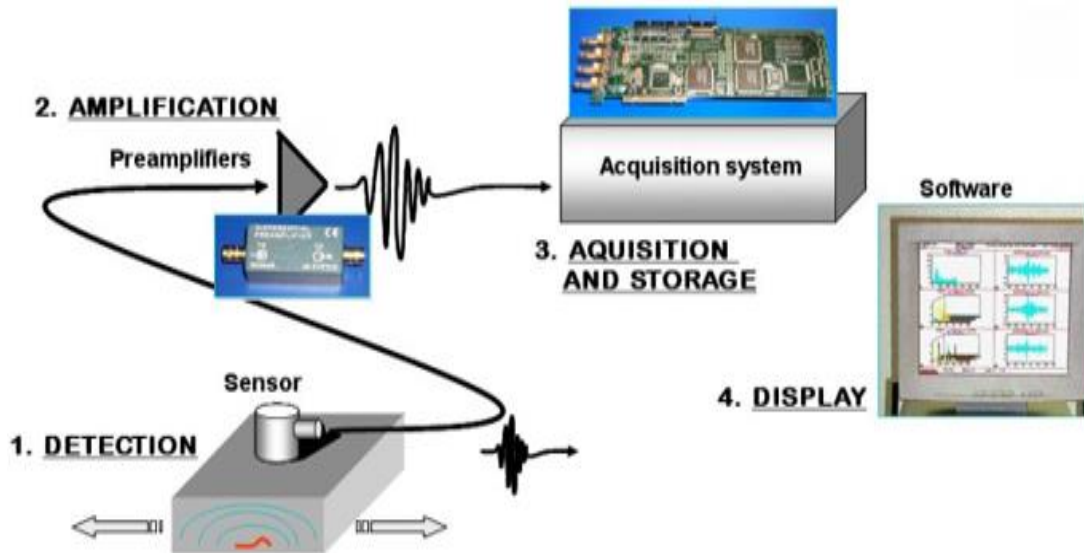 2. AMPLIFICATION
Preamplifiers
Acquisition system
Software
3. AQUISITION
AND STORAGE
Sensor
4. DISPLAY
1. DETECTION